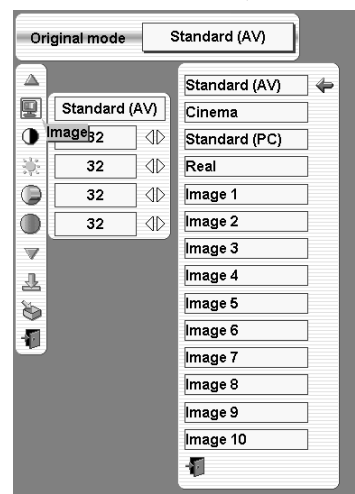 Original mode Standard (AV)
Standard (AV)
Image
32
32
32
32
Standard (AV)
Cinema
Standard (PC)
Real
Image 1
Image 2
Image 3
Image 4
Image 5
Image 6
Image 7
Image 8
Image 9
Image 10